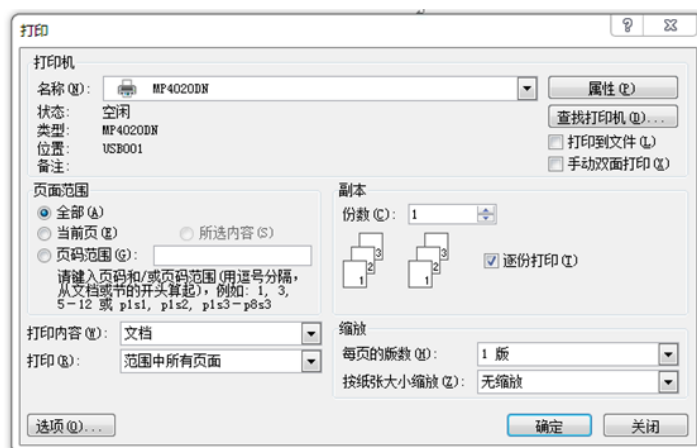 打印
打印机
名称(N): MP4020DN 属性(P)
状态: 空闲 查找打印机(D)...
类型: MP4020DN 打印到文件(L)
位置: USB001 手动双面打印(X)
备注:
页面范围
全部(A)
当前页(E) 所选内容(S)
页码范围(G):
请键入页码和/或页码范围(用逗号分隔,
从文档或节的开头算起), 例如: 1, 3,
5-12 或 p1s1, p1s2, p1s3-p8s3
副本
份数(C): 1
3 3
2 2
1 1
逐份打印(T)
打印内容(W): 文档
打印(R): 范围中所有页面
缩放
每页的版数(H): 1 版
按纸张大小缩放(Z): 无缩放
选项(O)... 确定 关闭